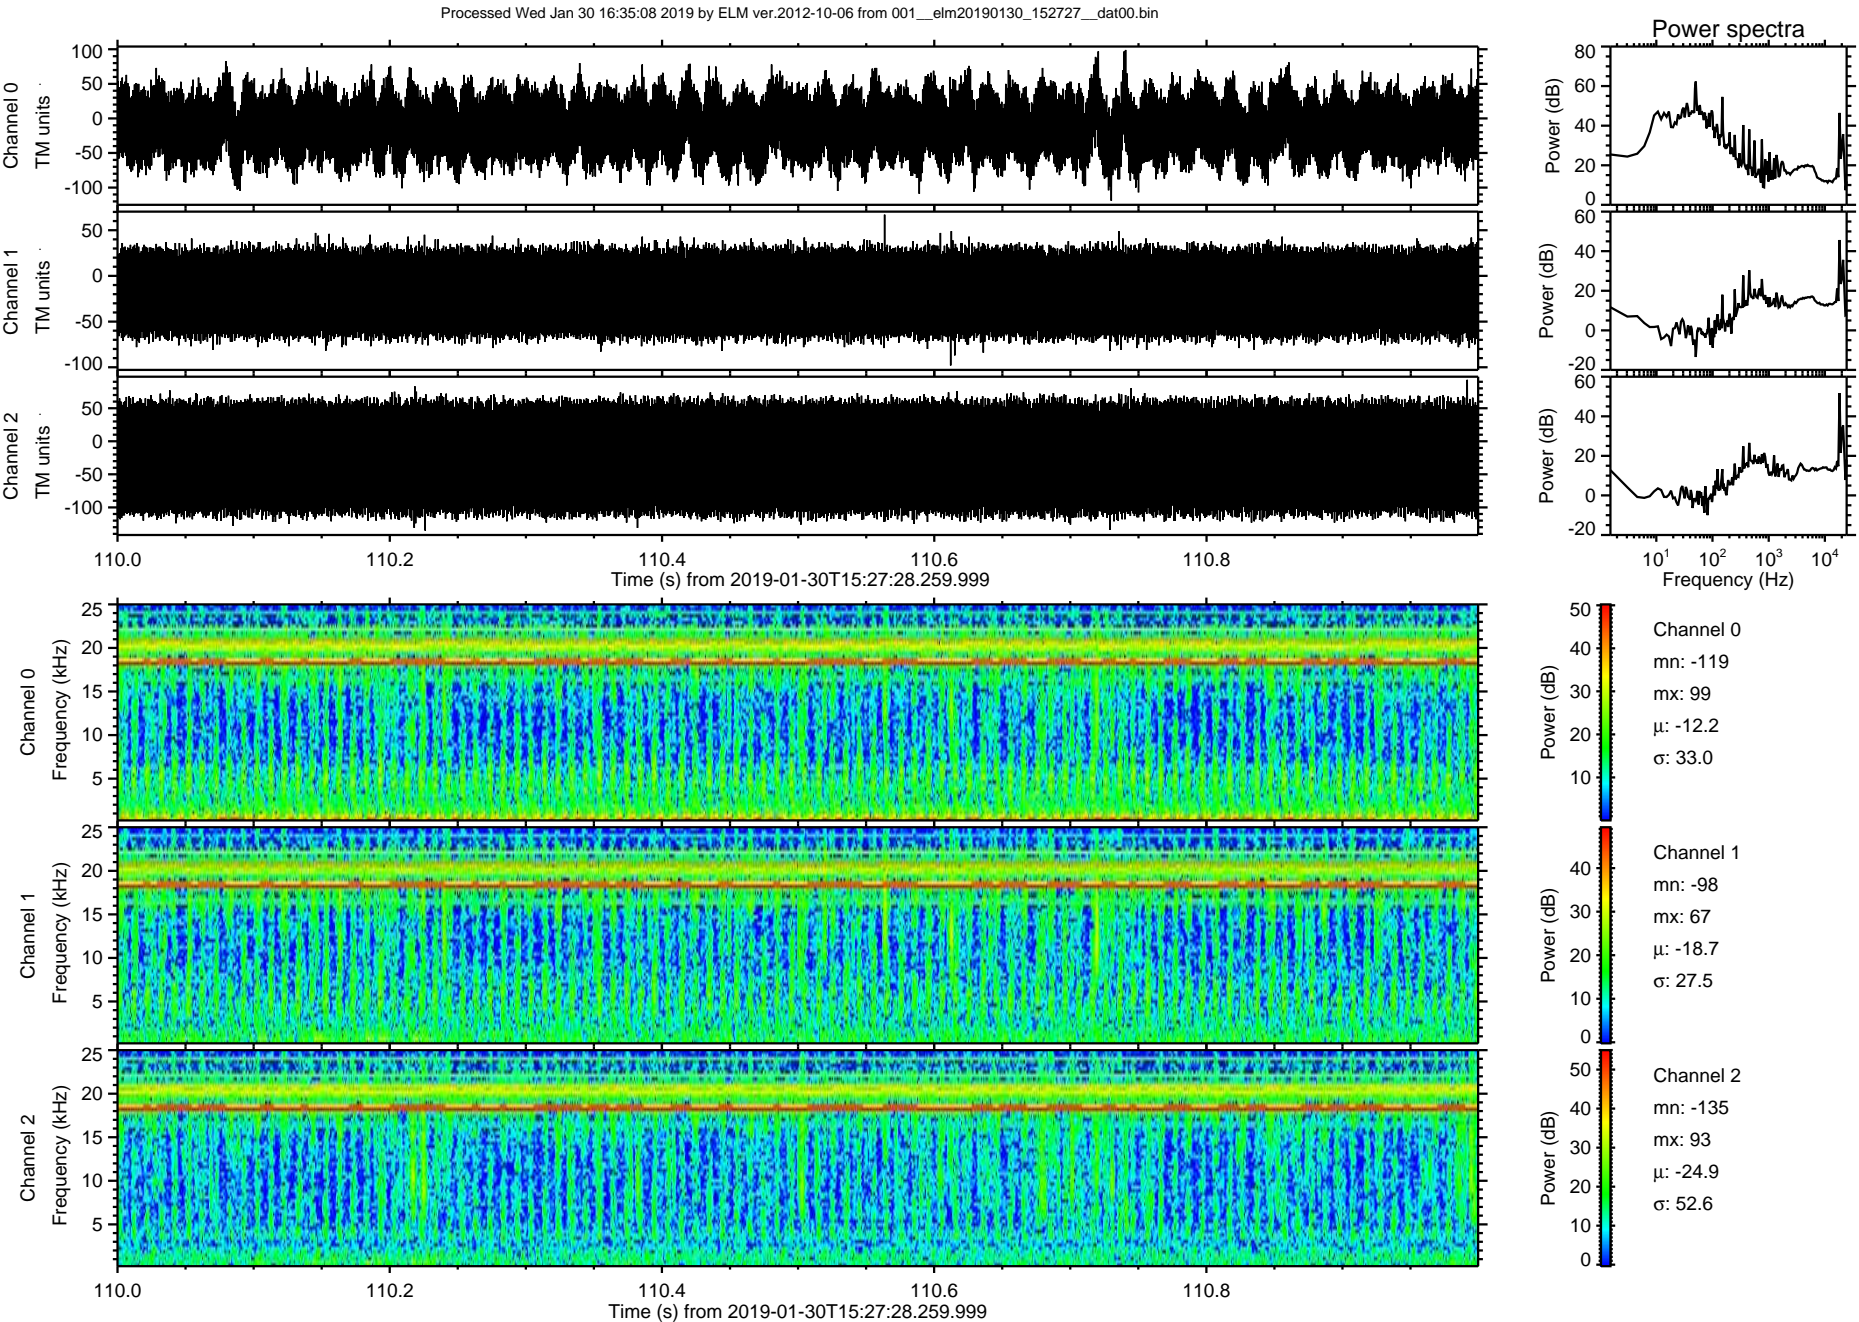 Processed Wed Jan 30 16:35:08 2019 by ELM ver.2012-10-06 from 001__elm20190130_152727__dat00.bin
Power spectra
Channel 0
TM units
100
50
0
-50
-100
Power (dB)
80
60
40
20
0
Channel 1
TM units
50
0
-50
-100
Power (dB)
60
40
20
0
-20
Channel 2
TM units
50
0
-50
-100
Power (dB)
60
40
20
0
-20
110.0 110.2 110.4 110.6 110.8
Time (s) from 2019-01-30T15:27:28.259.999
10^1 10^2 10^3 10^4
Frequency (Hz)
Channel 0
Frequency (kHz)
25
20
15
10
5
Power (dB)
50
40
30
20
10
Channel 0
mn: -119
mx: 99
μ: -12.2
σ: 33.0
Channel 1
Frequency (kHz)
25
20
15
10
5
Power (dB)
40
30
20
10
0
Channel 1
mn: -98
mx: 67
μ: -18.7
σ: 27.5
Channel 2
Frequency (kHz)
25
20
15
10
5
Power (dB)
50
40
30
20
10
0
Channel 2
mn: -135
mx: 93
μ: -24.9
σ: 52.6
110.0 110.2 110.4 110.6 110.8
Time (s) from 2019-01-30T15:27:28.259.999